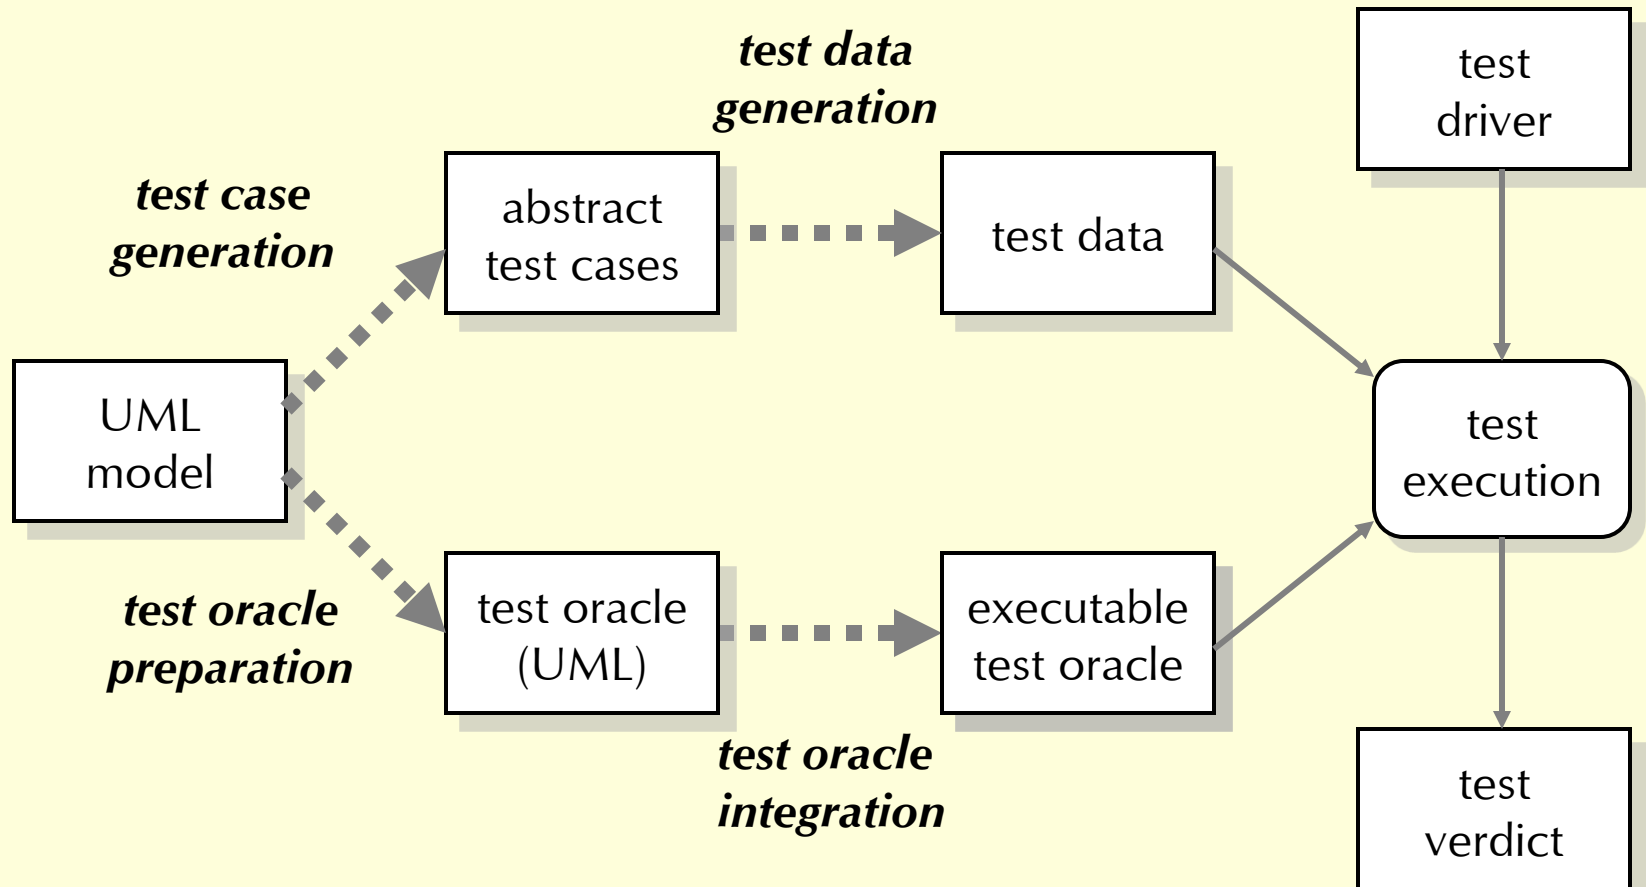 test data
generation
test
driver
test case
generation
abstract
test cases
test data
UML
model
test
execution
test oracle
preparation
test oracle
(UML)
executable
test oracle
test oracle
integration
test
verdict